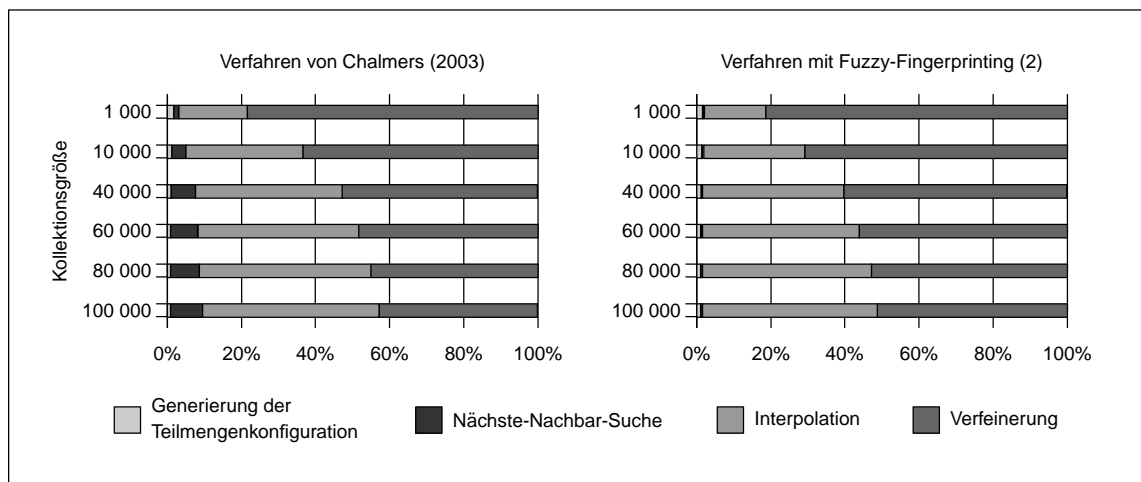 Verfahren von Chalmers (2003)
Kollektionsgröße
1 000
10 000
40 000
60 000
80 000
100 000
0% 20% 40% 60% 80% 100%
Verfahren mit Fuzzy-Fingerprinting (2)
1 000
10 000
40 000
60 000
80 000
100 000
0% 20% 40% 60% 80% 100%
Generierung der
Teilmengenkonfiguration
Nächste-Nachbar-Suche
Interpolation
Verfeinerung